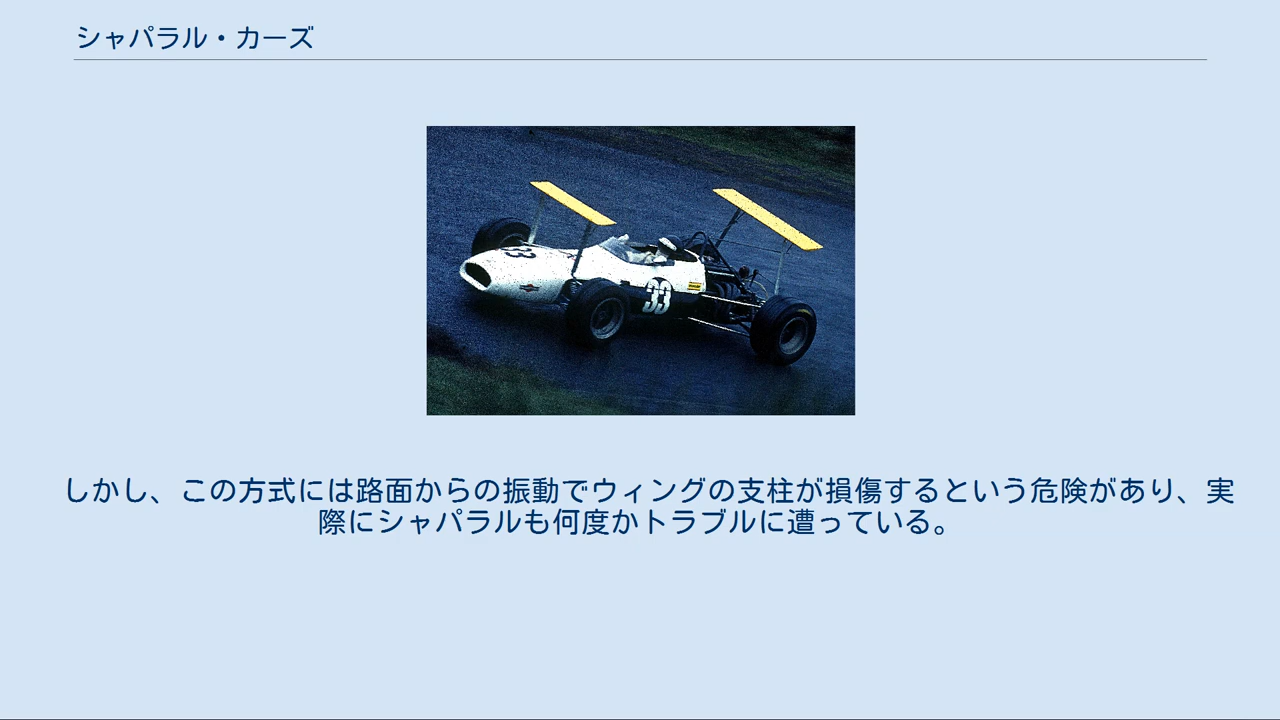 シャパラル・カーズ
33
33
しかし、この方式には路面からの振動でウィングの支柱が損傷するという危険があり、実
際にシャパラルも何度かトラブルに遭っている。